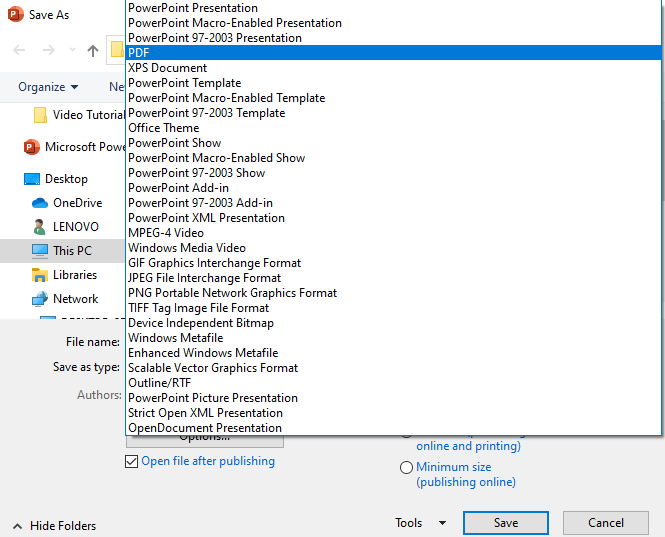 Save As
PowerPoint Presentation
PowerPoint Macro-Enabled Presentation
PowerPoint 97-2003 Presentation
PDF
XPS Document
PowerPoint Template
PowerPoint Macro-Enabled Template
PowerPoint 97-2003 Template
Office Theme
PowerPoint Show
PowerPoint Macro-Enabled Show
PowerPoint 97-2003 Show
PowerPoint Add-in
PowerPoint 97-2003 Add-in
PowerPoint XML Presentation
MPEG-4 Video
Windows Media Video
GIF Graphics Interchange Format
JPEG File Interchange Format
PNG Portable Network Graphics Format
TIFF Tag Image File Format
Device Independent Bitmap
Windows Metafile
Enhanced Windows Metafile
Scalable Vector Graphics Format
Outline/RTF
PowerPoint Picture Presentation
Strict Open XML Presentation
OpenDocument Presentation
Organize
Ne
Video Tutorial
Microsoft Powe
Desktop
OneDrive
LENOVO
This PC
Libraries
Network
File name:
Save as type:
Authors:
Options...
Open file after publishing
online and printing)
Minimum size
(publishing online)
Hide Folders
Tools
Save
Cancel